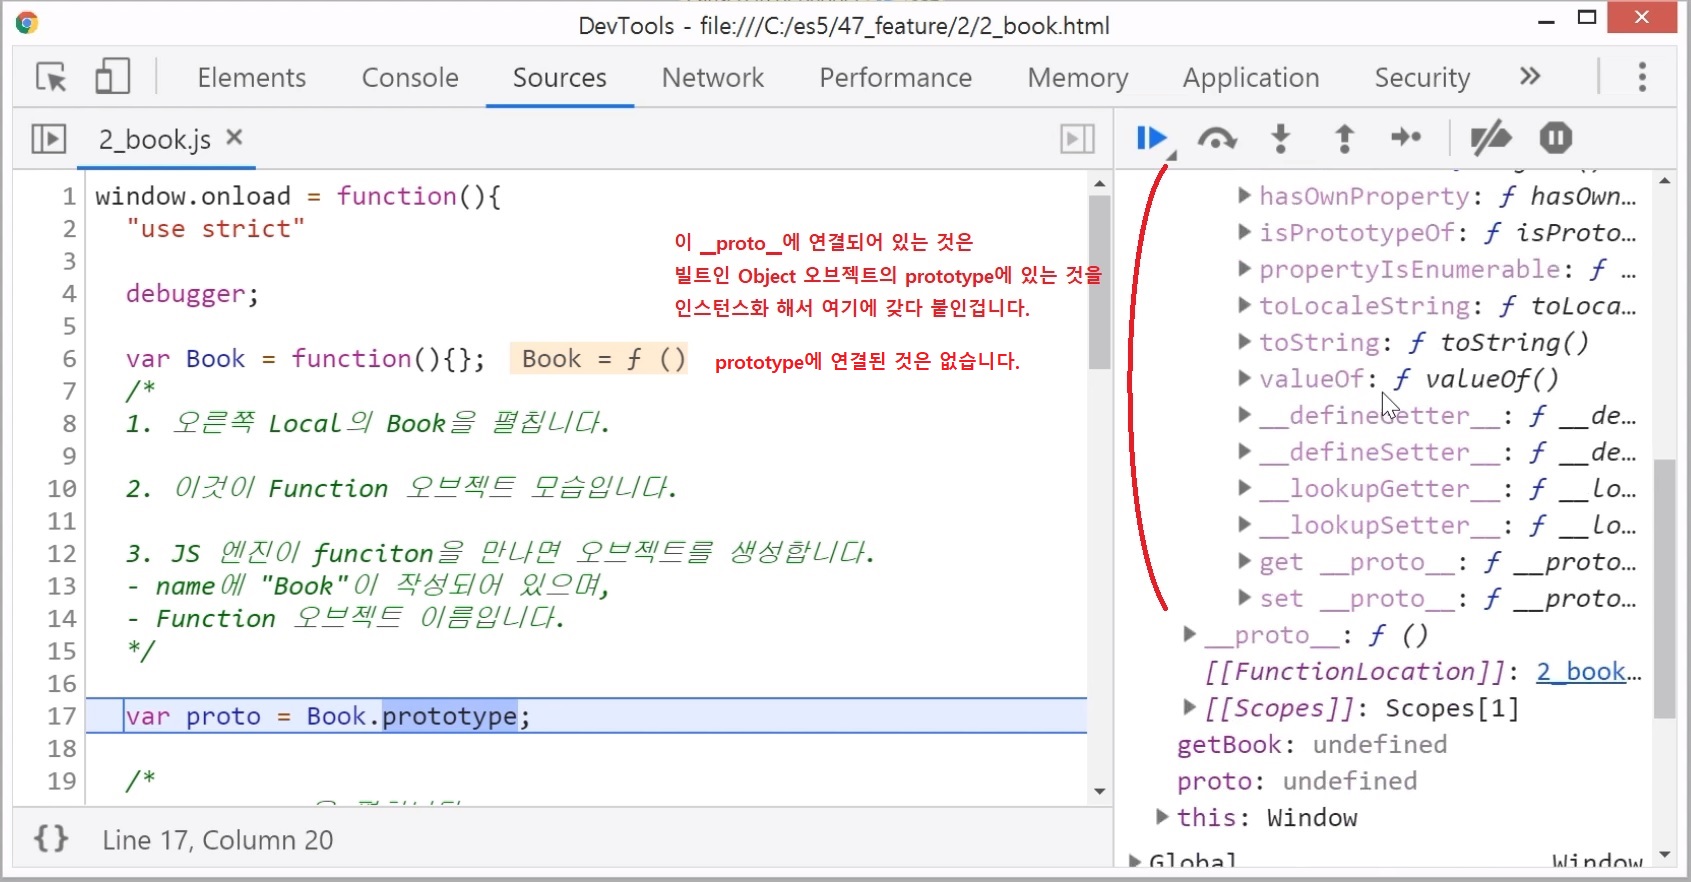 DevTools - file:///C:/es5/47_feature/2/2_book.html
Elements Console Sources Network Performance Memory Application Security »
2_book.js ×
1 window.onload = function(){
2 "use strict"
3
4 debugger;
5
6 var Book = function(){}; Book = ƒ ()
7 /*
8 1. 오른쪽 Local의 Book을 펼칩니다.
9
10 2. 이것이 Function 오브젝트 모습입니다.
11
12 3. JS 엔진이 funciton을 만나면 오브젝트를 생성합니다.
13 - name에 "Book"이 작성되어 있으며,
14 - Function 오브젝트 이름입니다.
15 */
16
17 var proto = Book.prototype;
18
19 /*
이 __proto__에 연결되어 있는 것은
빌트인 Object 오브젝트의 prototype에 있는 것을
인스턴스화 해서 여기에 갖다 붙인겁니다.
prototype에 연결된 것은 없습니다.
hasOwnProperty: ƒ hasOwn…
isPrototypeOf: ƒ isProto…
propertyIsEnumerable: ƒ …
toLocaleString: ƒ toLoca…
toString: ƒ toString()
valueOf: ƒ valueOf()
__defineGetter__: ƒ __de…
__defineSetter__: ƒ __de…
__lookupGetter__: ƒ __lo…
__lookupSetter__: ƒ __lo…
get __proto__: ƒ __proto…
set __proto__: ƒ __proto…
__proto__: ƒ ()
[[FunctionLocation]]: 2_book…
[[Scopes]]: Scopes[1]
getBook: undefined
proto: undefined
this: Window
Global Window
{} Line 17, Column 20